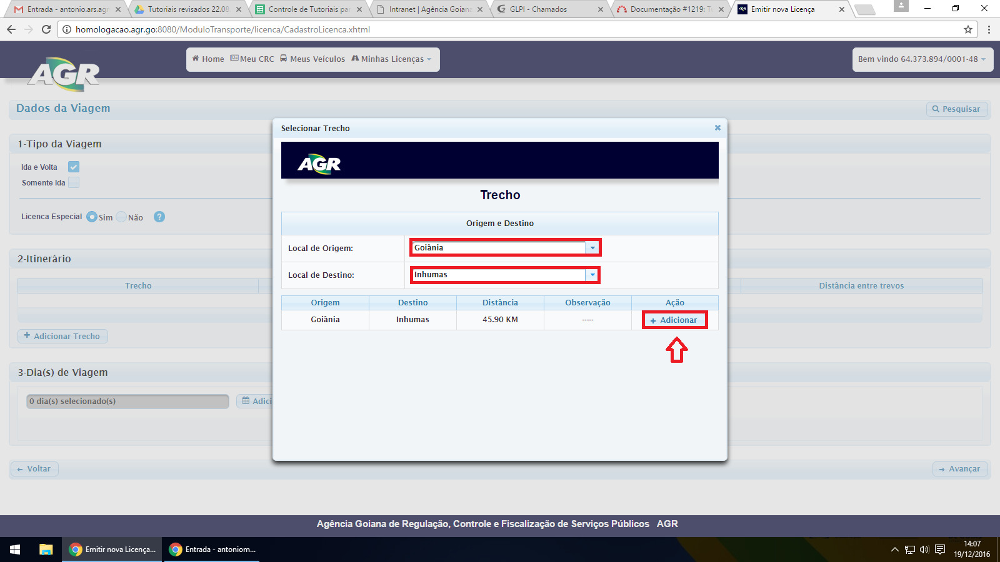 Entrada - antonio.ars.agr
Tutoriais revisados 22.08
Controle de Tutoriais pa
Intranet | Agência Goian
GLPI - Chamados
Documentação #1219: Tu
Emitir nova Licença
homologacao.agr.go:8080/ModuloTransporte/licenca/CadastroLicenca.xhtml
AGR
Home
Meu CRC
Meus Veículos
Minhas Licenças
Bem vindo 64.373.894/0001-48
Dados da Viagem
Pesquisar
1-Tipo da Viagem
Ida e Volta
Somente Ida
Licenca Especial
Sim
Não
?
2-Itinerário
Trecho
Distância entre trevos
+ Adicionar Trecho
3-Dia(s) de Viagem
0 dia(s) selecionado(s)
Adici
Voltar
Avançar
Selecionar Trecho
AGR
Trecho
Origem e Destino
Local de Origem: Goiânia
Local de Destino: Inhumas
Origem Destino Distância Observação Ação
Goiânia Inhumas 45.90 KM ----- + Adicionar
Agência Goiana de Regulação, Controle e Fiscalização de Serviços Públicos AGR
Emitir nova Licença...
Entrada - antoniom...
14:07
19/12/2016